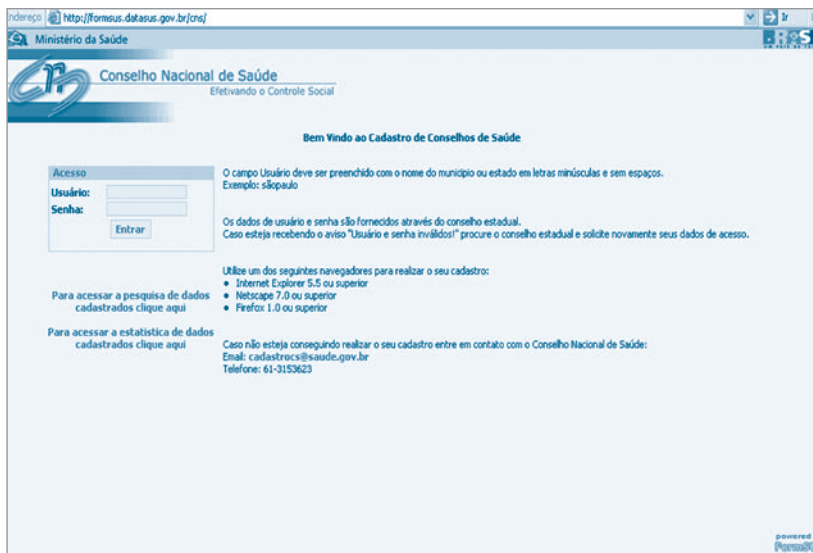 ndereço http://formsus.datasus.gov.br/cns/ Ir
Ministério da Saúde
Conselho Nacional de Saúde
Efetivando o Controle Social
Bem Vindo ao Cadastro de Conselhos de Saúde
Acesso
Usuário:
Senha:
Entrar
O campo Usuário deve ser preenchido com o nome do municipio ou estado em letras minúsculas e sem espaços.
Exemplo: sãopaulo
Os dados de usuário e senha são fornecidos através do conselho estadual.
Caso esteja recebendo o aviso "Usuário e senha inválidos!" procure o conselho estadual e solicite novamente seus dados de acesso.
Utilize um dos seguintes navegadores para realizar o seu cadastro:
• Internet Explorer 5.5 ou superior
• Netscape 7.0 ou superior
• Firefox 1.0 ou superior
Para acessar a pesquisa de dados
cadastrados clique aqui
Para acessar a estatistica de dados
cadastrados clique aqui
Caso não esteja conseguindo realizar o seu cadastro entre em contato com o Conselho Nacional de Saúde:
Email: cadastrocs@saude.gov.br
Telefone: 61-3153623
powered
FormSU